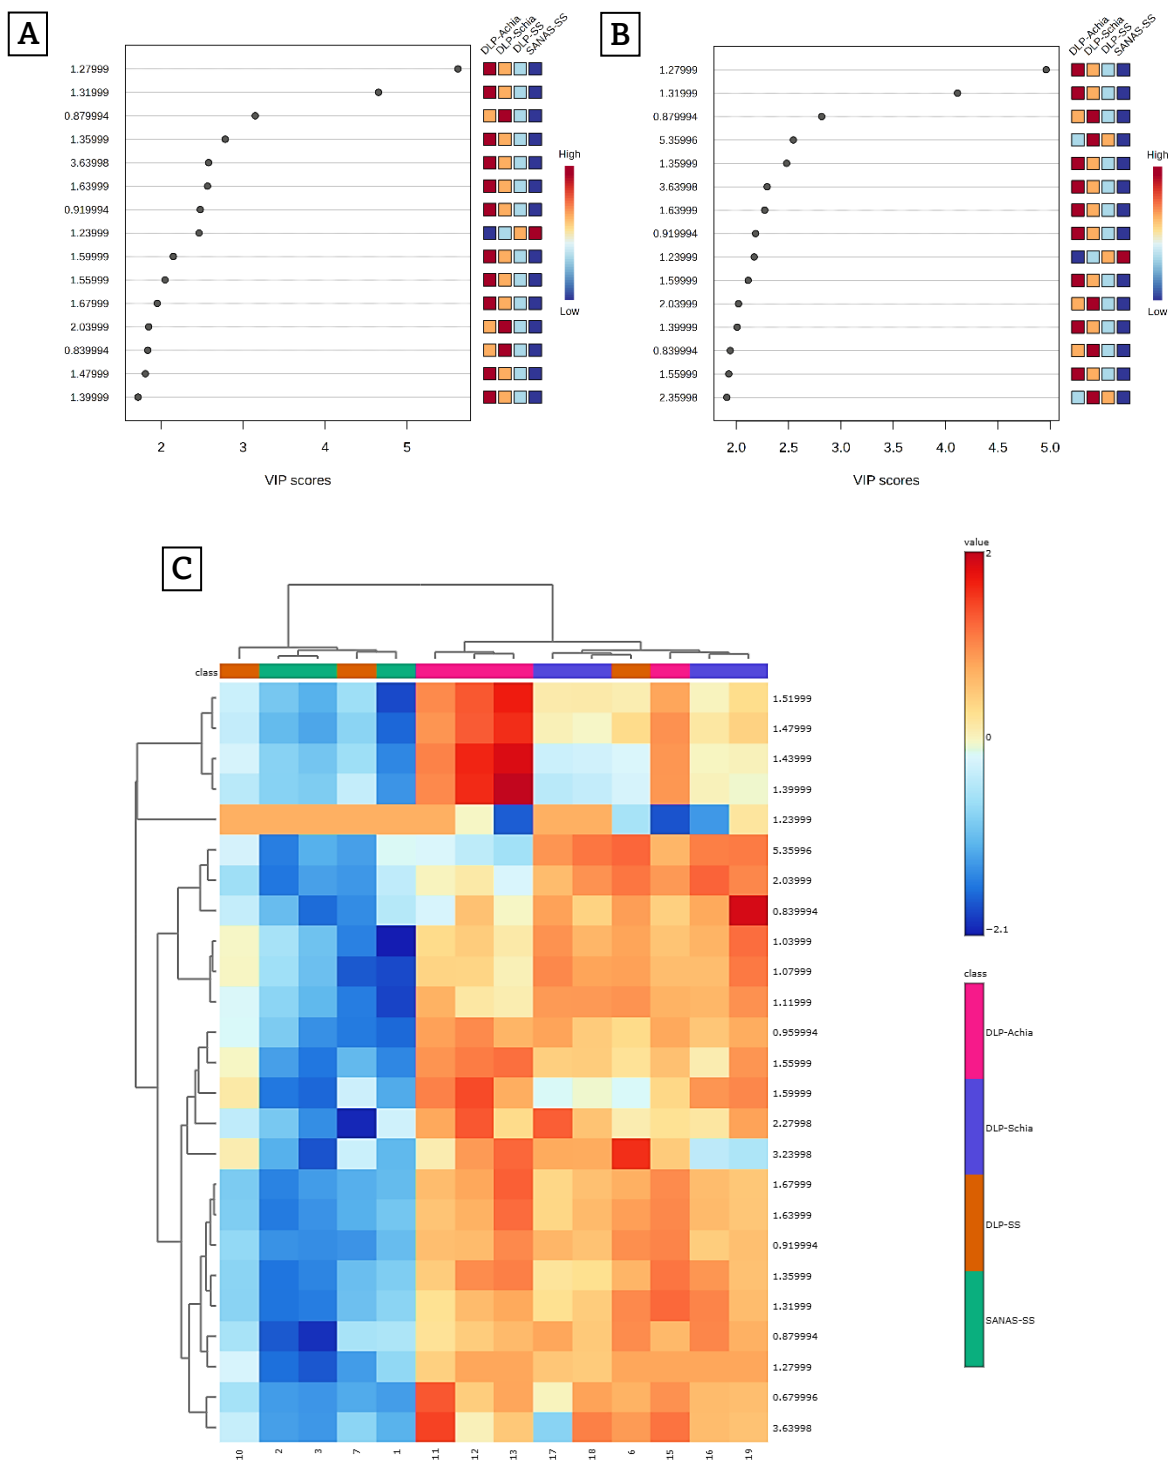 A
DLP-Achia
DLP-Schia
DLP-SS
SANAS-SS
1.27999
1.31999
0.879994
1.35999
3.63998
1.63999
0.919994
1.23999
1.59999
1.55999
1.67999
2.03999
0.839994
1.47999
1.39999
High
Low
2 3 4 5
VIP scores
B
DLP-Achia
DLP-Schia
DLP-SS
SANAS-SS
1.27999
1.31999
0.879994
5.35996
1.35999
3.63998
1.63999
0.919994
1.23999
1.59999
2.03999
1.39999
0.839994
1.55999
2.35998
High
Low
2.0 2.5 3.0 3.5 4.0 4.5 5.0
VIP scores
C
class
1.51999
1.47999
1.43999
1.39999
1.23999
5.35996
2.03999
0.839994
1.03999
1.07999
1.11999
0.959994
1.55999
1.59999
2.27998
3.23998
1.67999
1.63999
0.919994
1.35999
1.31999
0.879994
1.27999
0.679996
3.63998
10 2 3 7 1 11 12 13 17 18 6 15 16 19
value
2
0
−2.1
class
DLP-Achia
DLP-Schia
DLP-SS
SANAS-SS